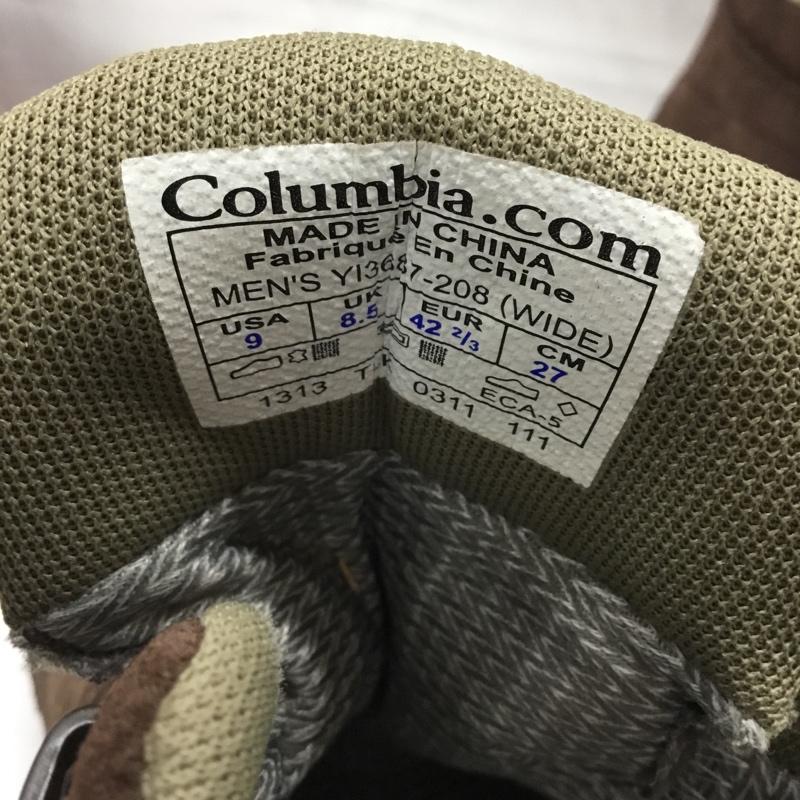 Columbia.com
MADE IN CHINA
Fabriqué En Chine
MEN'S YI3687-208 (WIDE)
USA UK EUR CM
9 8.5 42 2/3 27
ECA-5
1313 0311 111